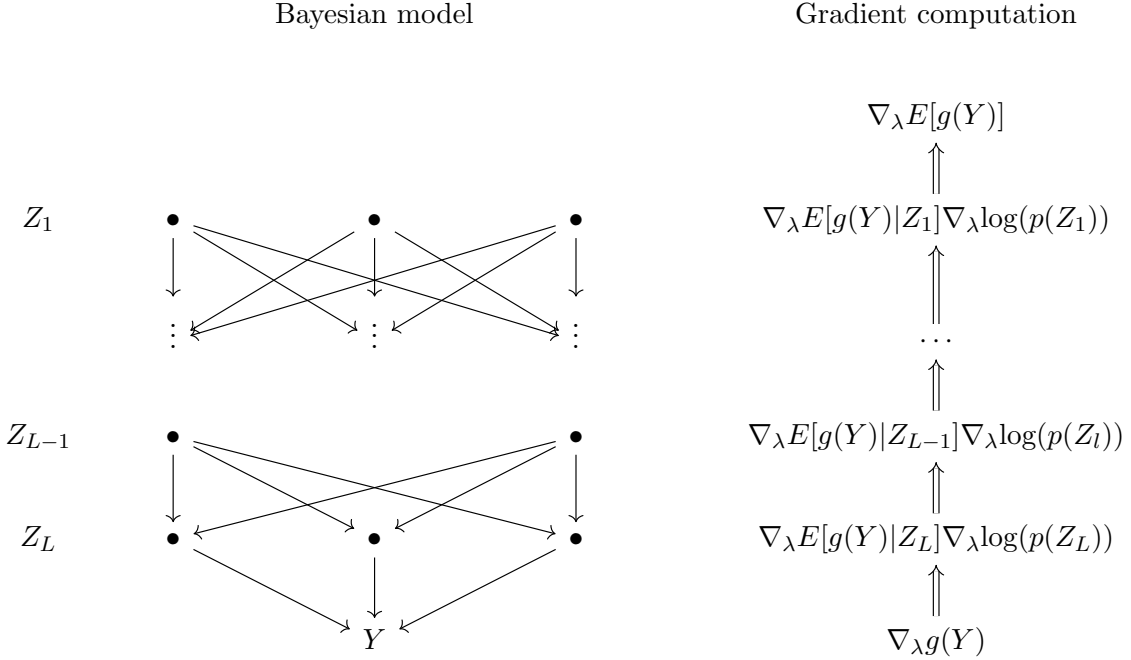 Bayesian model Gradient computation
∇λE[g(Y)]
Z1 ∇λE[g(Y)|Z1]∇λlog(p(Z1))
⋮ ⋮ ⋮ ...
ZL−1 ∇λE[g(Y)|ZL−1]∇λlog(p(Zl))
ZL ∇λE[g(Y)|ZL]∇λlog(p(ZL))
Y ∇λg(Y)